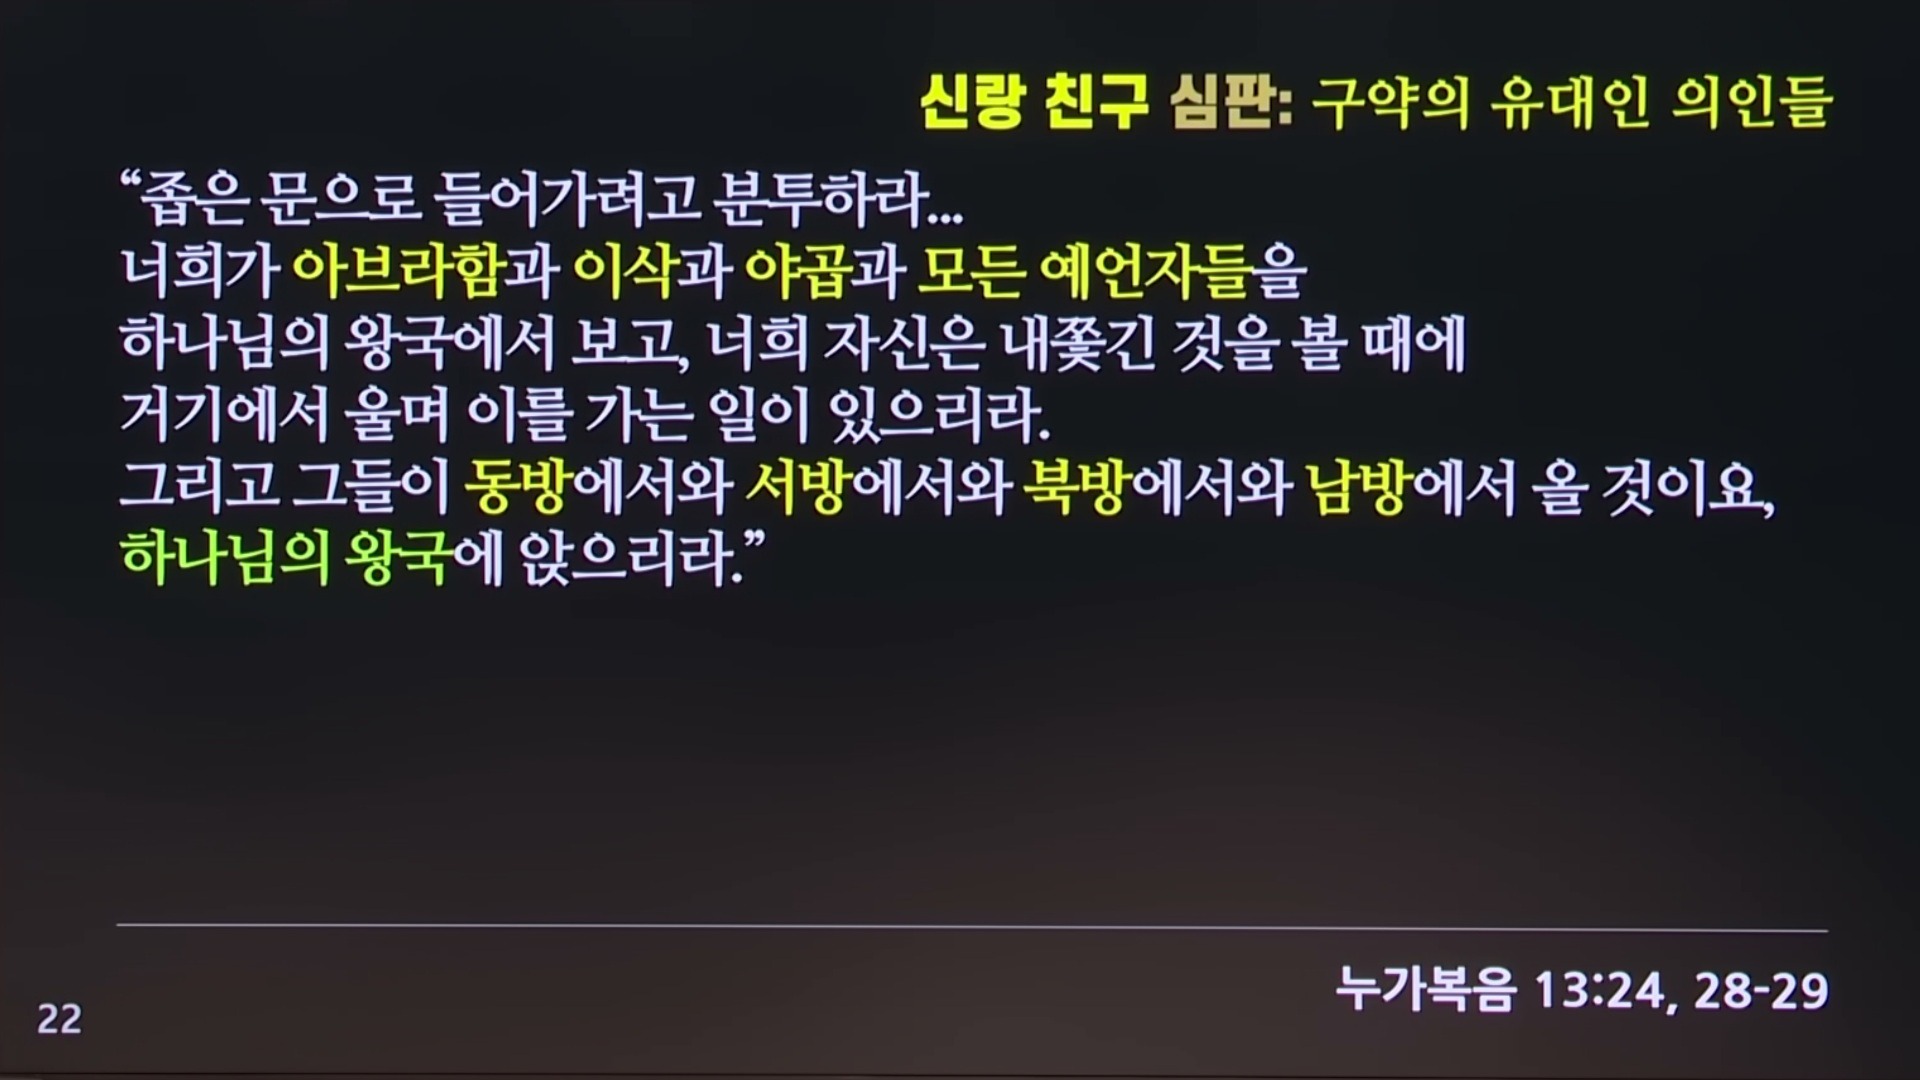 신랑 친구 심판: 구약의 유대인 의인들
“좁은 문으로 들어가려고 분투하라...
너희가 아브라함과 이삭과 야곱과 모든 예언자들을
하나님의 왕국에서 보고, 너희 자신은 내쫓긴 것을 볼 때에
거기에서 울며 이를 가는 일이 있으리라.
그리고 그들이 동방에서와 서방에서와 북방에서와 남방에서 올 것이요,
하나님의 왕국에 앉으리라.”
누가복음 13:24, 28-29
22